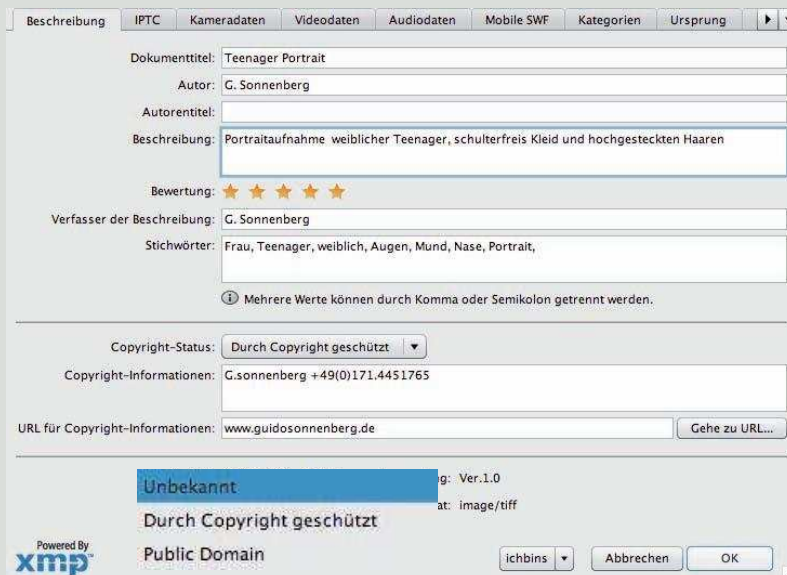 Beschreibung IPTC Kameradaten Videodaten Audiodaten Mobile SWF Kategorien Ursprung
Dokumenttitel: Teenager Portrait
Autor: G. Sonnenberg
Autorentitel:
Beschreibung: Portraitaufnahme weiblicher Teenager, schulterfreis Kleid und hochgesteckten Haaren
Bewertung:
Verfasser der Beschreibung: G. Sonnenberg
Stichwörter: Frau, Teenager, weiblich, Augen, Mund, Nase, Portrait,
Mehrere Werte können durch Komma oder Semikolon getrennt werden.
Copyright-Status: Durch Copyright geschützt
Copyright-Informationen: G.sonnenberg +49(0)171.4451765
URL für Copyright-Informationen: www.guidosonnenberg.de Gehe zu URL...
g: Ver.1.0
Unbekannt
at: image/tiff
Durch Copyright geschützt
Public Domain
Powered By
xmp™
ichbins Abbrechen OK